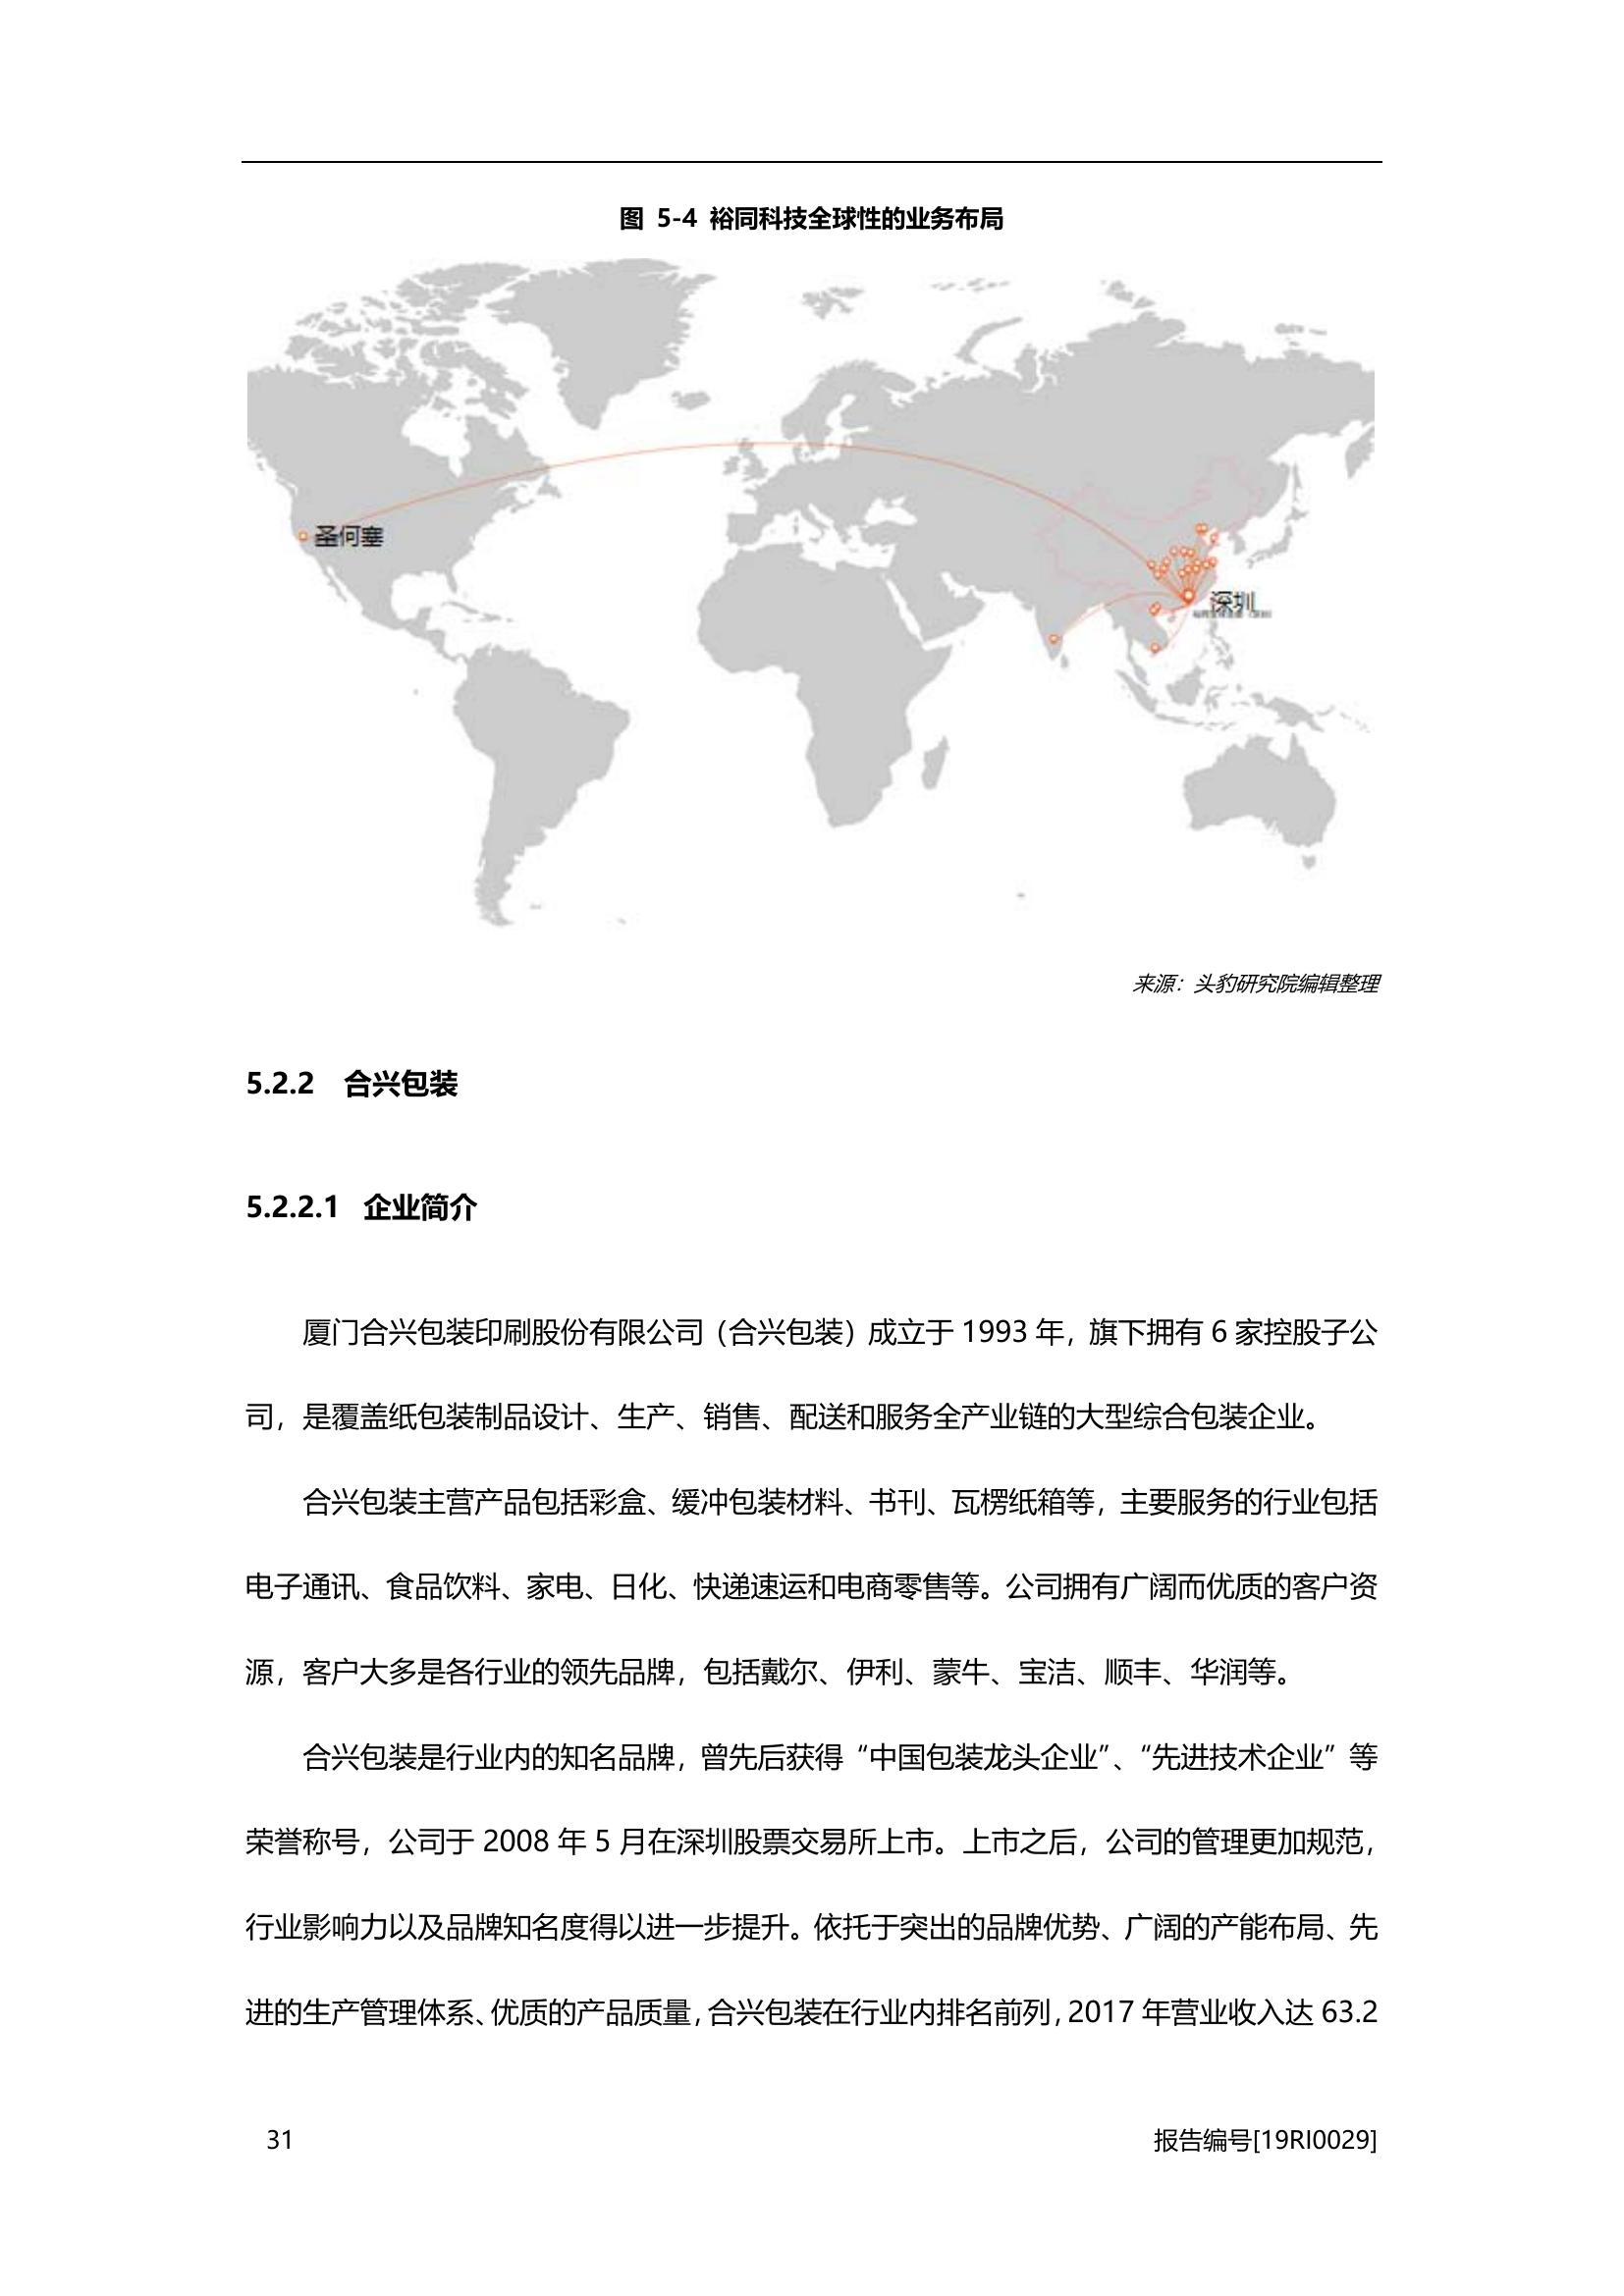 图 5-4 裕同科技全球性的业务布局
圣何塞
深圳
来源：头豹研究院编辑整理
5.2.2 合兴包装
5.2.2.1 企业简介
厦门合兴包装印刷股份有限公司（合兴包装）成立于 1993 年，旗下拥有 6 家控股子公
司，是覆盖纸包装制品设计、生产、销售、配送和服务全产业链的大型综合包装企业。
合兴包装主营产品包括彩盒、缓冲包装材料、书刊、瓦楞纸箱等，主要服务的行业包括
电子通讯、食品饮料、家电、日化、快递速运和电商零售等。公司拥有广阔而优质的客户资
源，客户大多是各行业的领先品牌，包括戴尔、伊利、蒙牛、宝洁、顺丰、华润等。
合兴包装是行业内的知名品牌，曾先后获得“中国包装龙头企业”、“先进技术企业”等
荣誉称号，公司于 2008 年 5 月在深圳股票交易所上市。上市之后，公司的管理更加规范，
行业影响力以及品牌知名度得以进一步提升。依托于突出的品牌优势、广阔的产能布局、先
进的生产管理体系、优质的产品质量，合兴包装在行业内排名前列，2017 年营业收入达 63.2
31
报告编号[19RI0029]